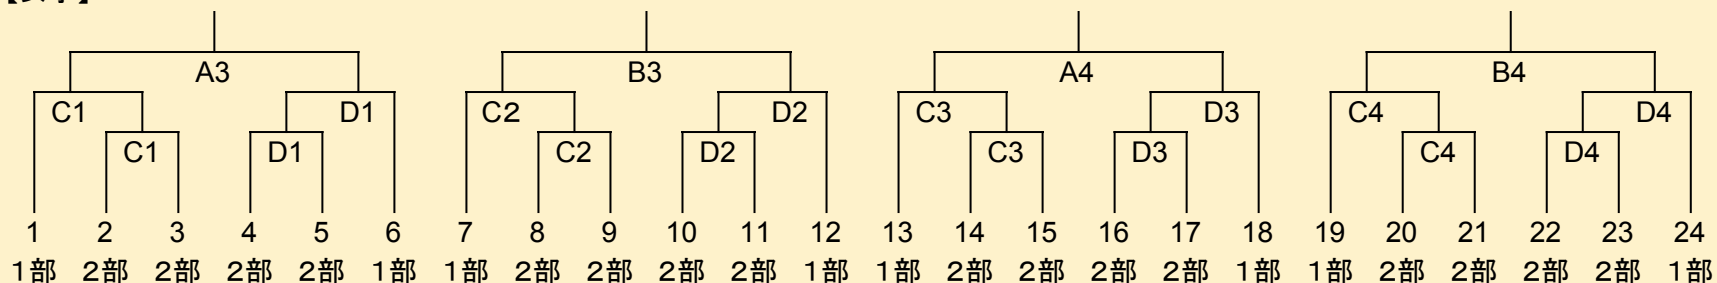 A3 B3 A4 B4
C1 D1 C2 D2 C3 D3 C4 D4
C1 D1 C2 D2 C3 D3 C4 D4
1 2 3 4 5 6 7 8 9 10 11 12 13 14 15 16 17 18 19 20 21 22 23 24
1部 2部 2部 2部 2部 1部 1部 2部 2部 2部 2部 1部 1部 2部 2部 2部 2部 1部 1部 2部 2部 2部 2部 1部